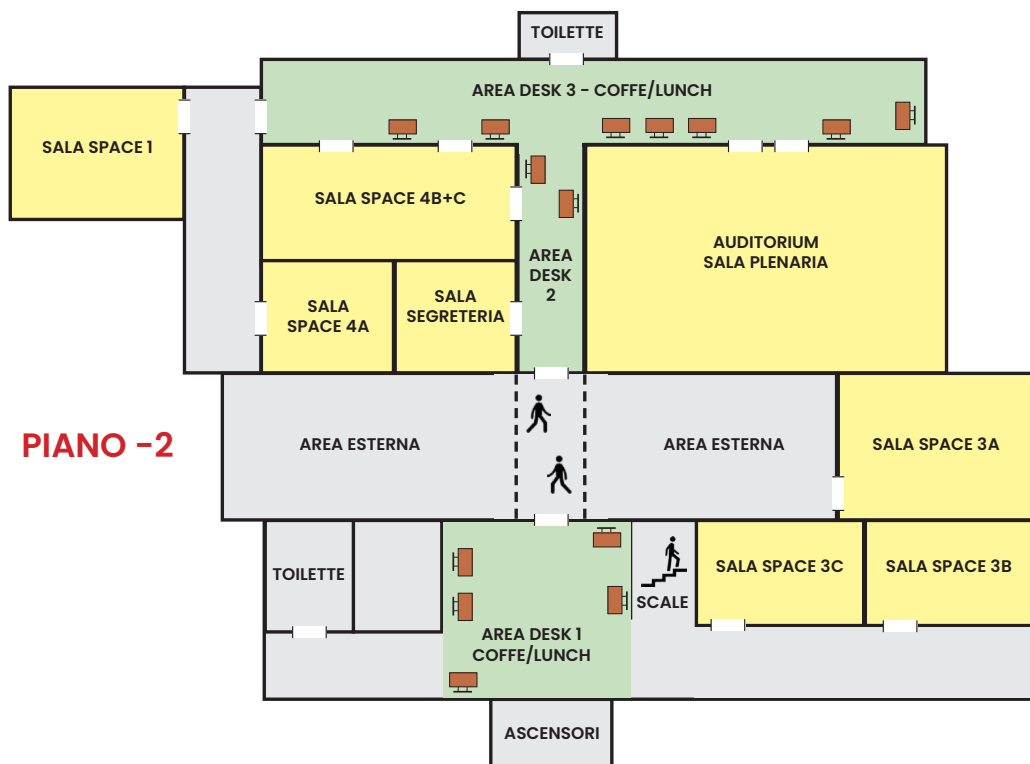 TOILETTE
AREA DESK 3 - COFFE/LUNCH
SALA SPACE 1
SALA SPACE 4B+C
AUDITORIUM
SALA PLENARIA
AREA
DESK
2
SALA
SPACE 4A
SALA
SEGRETERIA
PIANO -2
AREA ESTERNA
AREA ESTERNA
SALA SPACE 3A
TOILETTE
SCALE
SALA SPACE 3C
SALA SPACE 3B
AREA DESK 1
COFFE/LUNCH
ASCENSORI